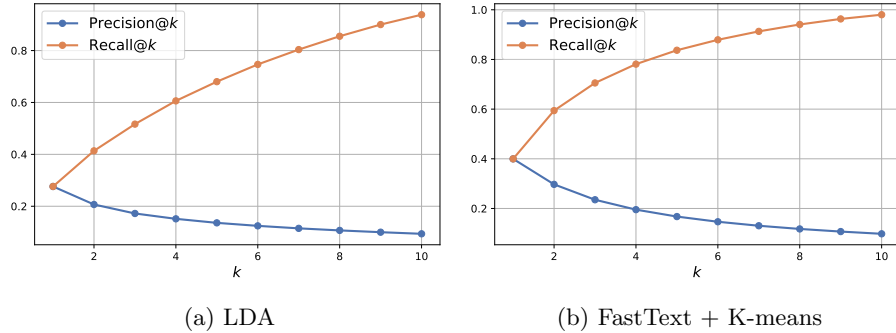 Precision@k
Recall@k
0.8
0.6
0.4
0.2
2 4 6 8 10
k
(a) LDA
Precision@k
Recall@k
1.0
0.8
0.6
0.4
0.2
2 4 6 8 10
k
(b) FastText + K-means